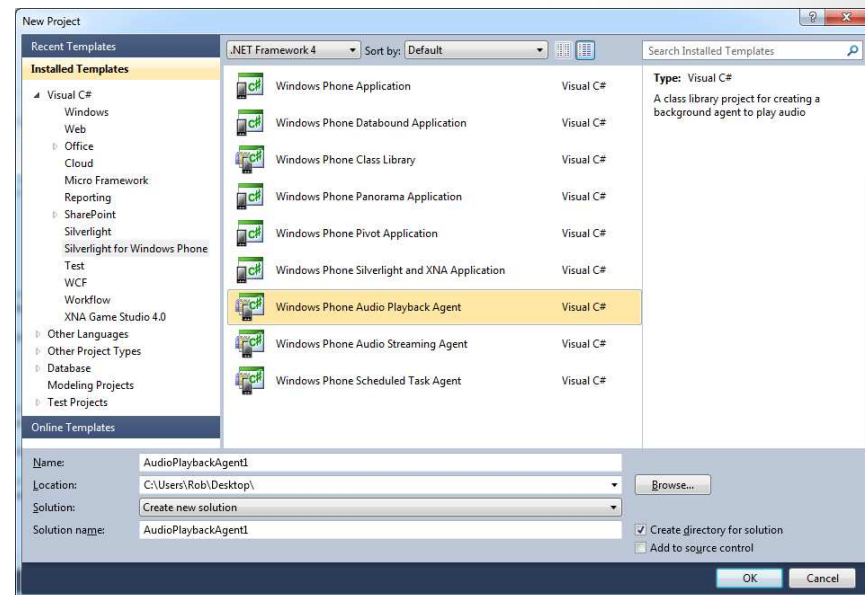 New Project
Recent Templates
Installed Templates
Visual C#
Windows
Web
Office
Cloud
Micro Framework
Reporting
SharePoint
Silverlight
Silverlight for Windows Phone
Test
WCF
Workflow
XNA Game Studio 4.0
Other Languages
Other Project Types
Database
Modeling Projects
Test Projects
Online Templates
.NET Framework 4 Sort by: Default
Windows Phone Application Visual C#
Windows Phone Databound Application Visual C#
Windows Phone Class Library Visual C#
Windows Phone Panorama Application Visual C#
Windows Phone Pivot Application Visual C#
Windows Phone Silverlight and XNA Application Visual C#
Windows Phone Audio Playback Agent Visual C#
Windows Phone Audio Streaming Agent Visual C#
Windows Phone Scheduled Task Agent Visual C#
Search Installed Templates
Type: Visual C#
A class library project for creating a
background agent to play audio
Name: AudioPlaybackAgent1
Location: C:\Users\Rob\Desktop\ Browse...
Solution: Create new solution
Solution name: AudioPlaybackAgent1
Create directory for solution
Add to source control
OK Cancel